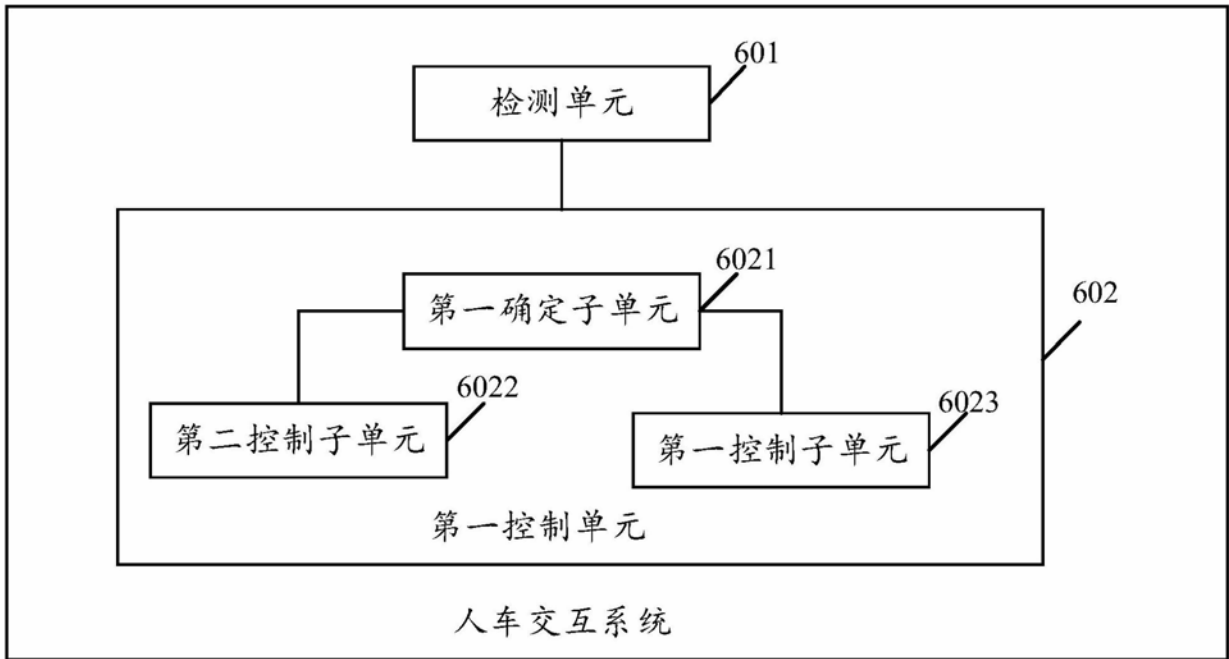 601
检测单元
6021
第一确定子单元
602
6022
第二控制子单元
6023
第一控制子单元
第一控制单元
人车交互系统